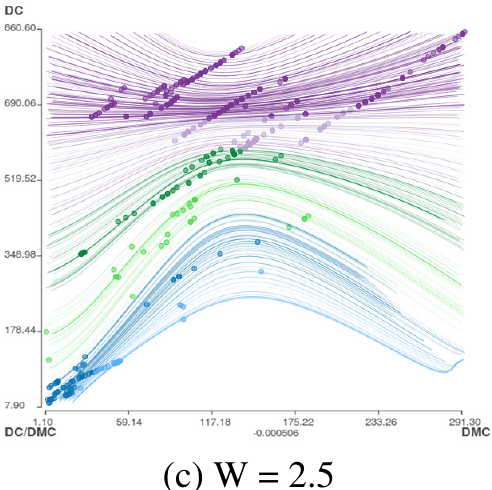 DC
860.60
690.06
519.52
348.98
178.44
7.90
1.10 59.14 117.18 175.22 233.26 291.30
DC/DMC -0.000506 DMC
(c) W = 2.5